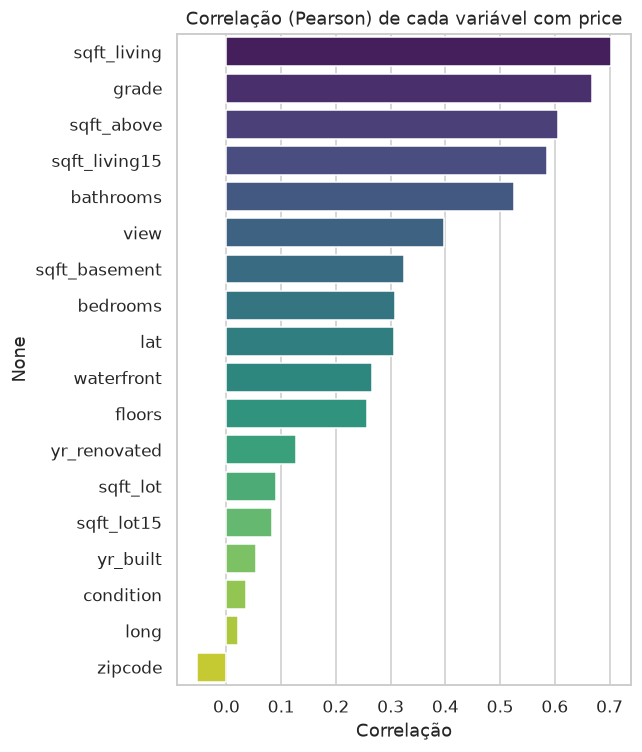 Correlação (Pearson) de cada variável com price
sqft_living
grade
sqft_above
sqft_living15
bathrooms
view
sqft_basement
bedrooms
lat
waterfront
floors
yr_renovated
sqft_lot
sqft_lot15
yr_built
condition
long
zipcode
None
0.0 0.1 0.2 0.3 0.4 0.5 0.6 0.7
Correlação